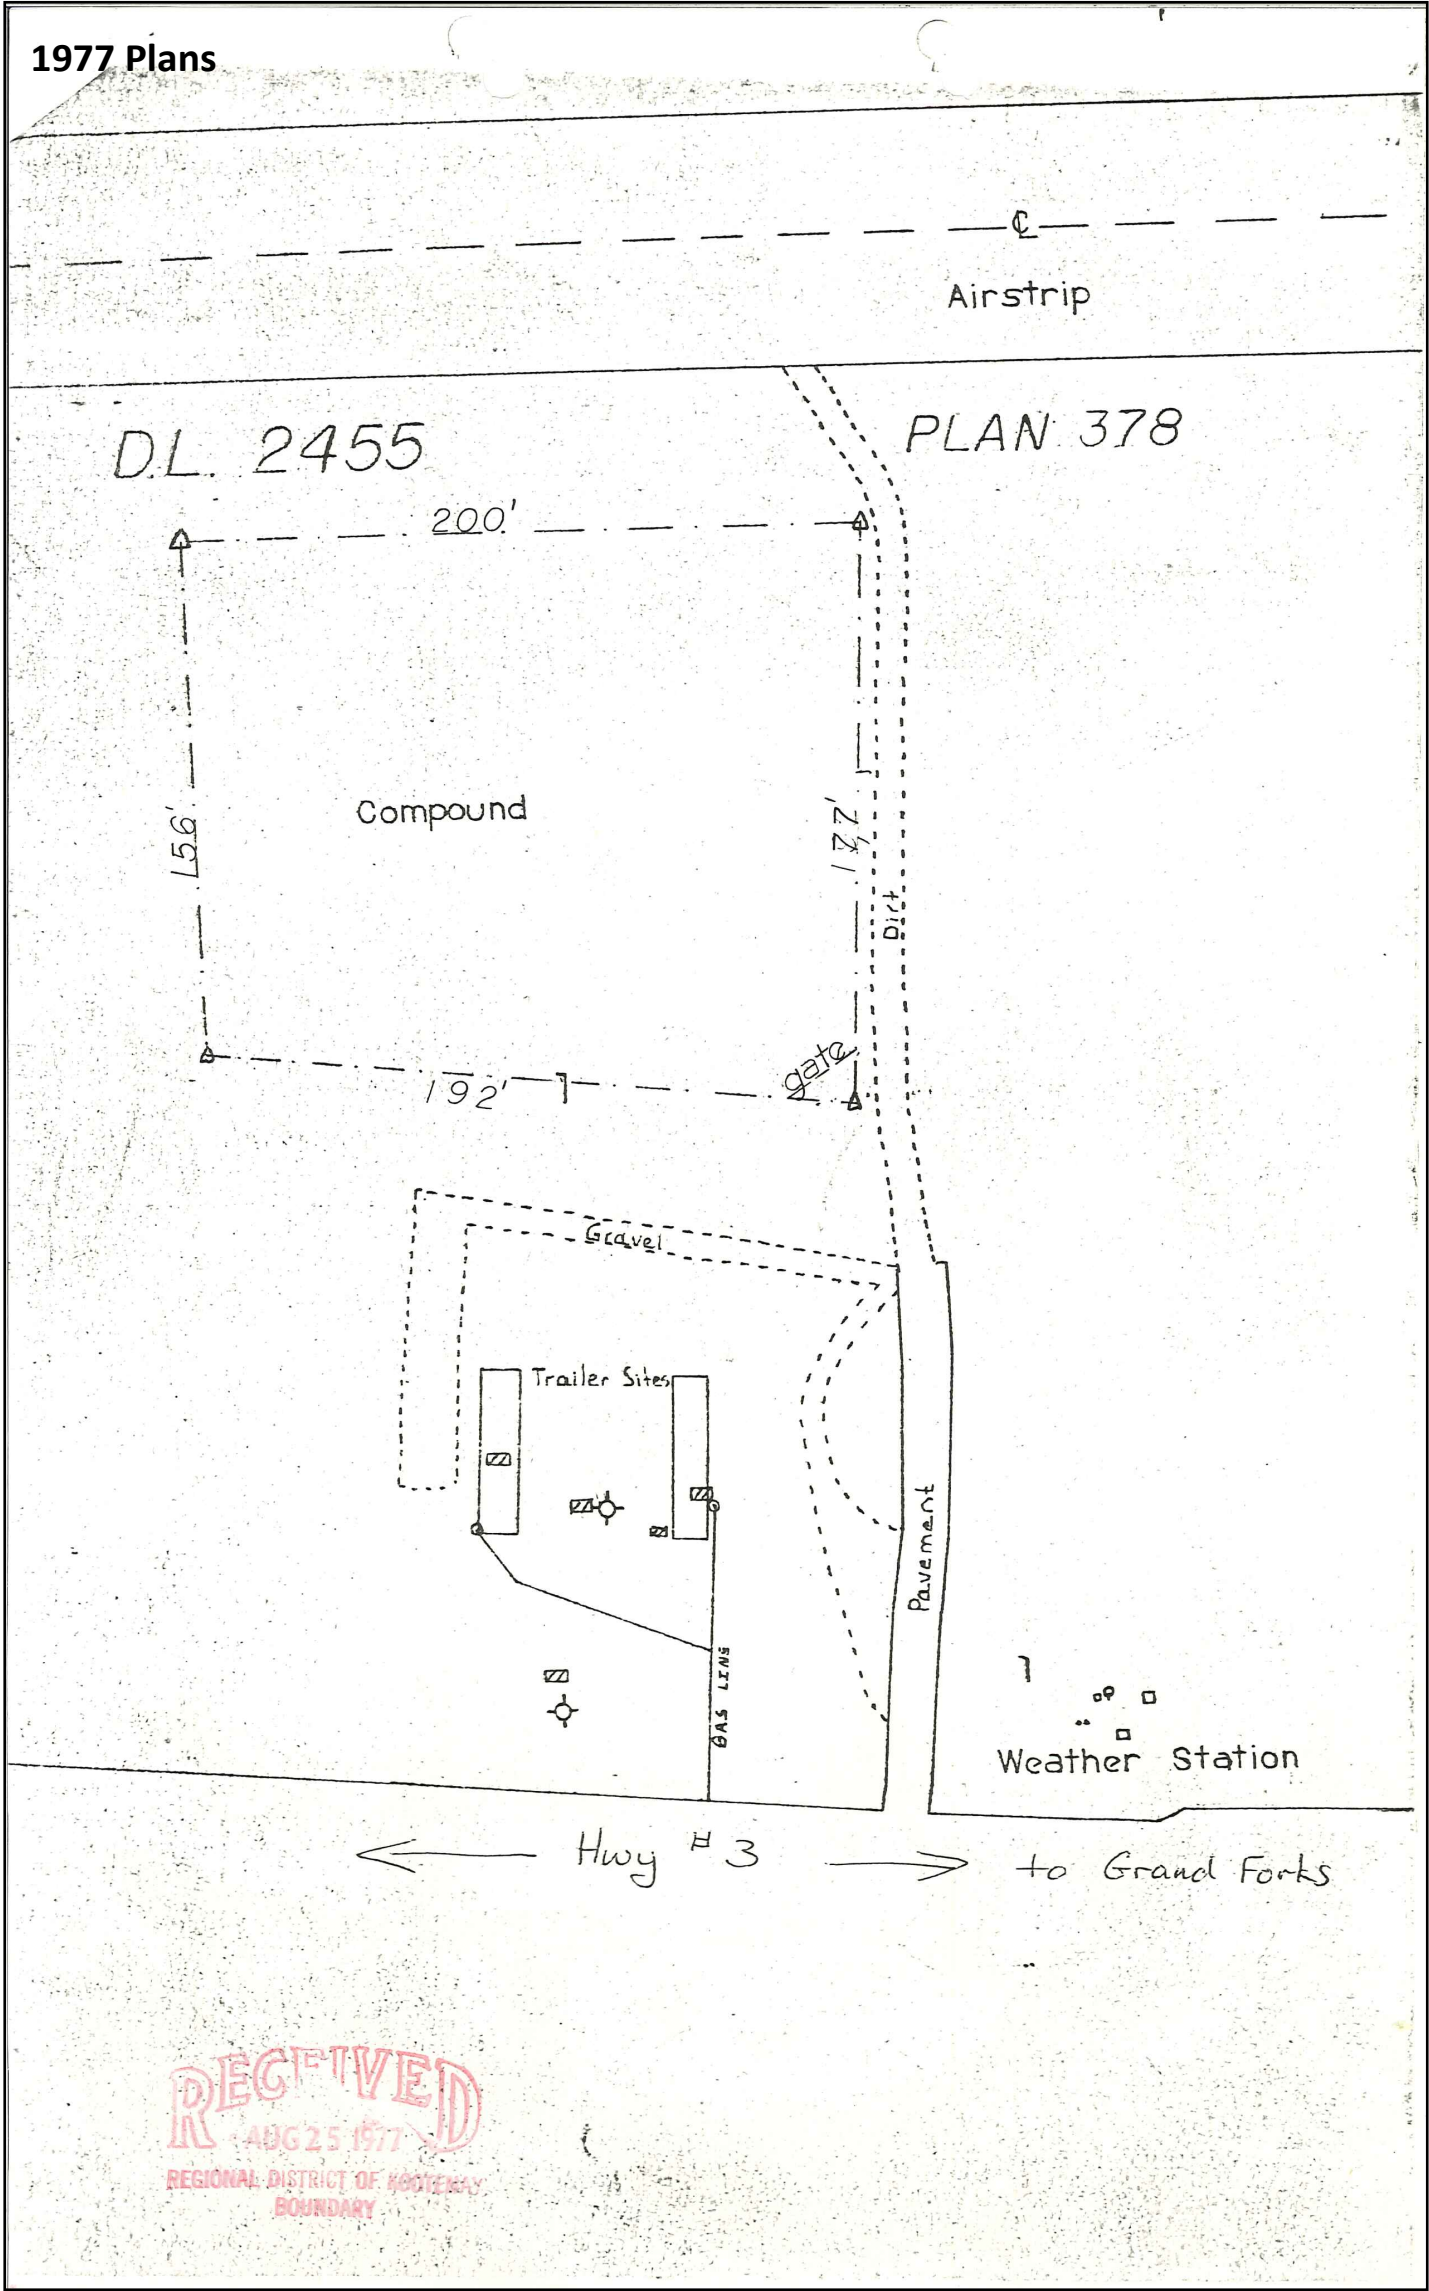 1977 Plans
℄
Airstrip
D.L. 2455
PLAN 378
200'
156'
Compound
177'
Dirt
gate
192'
Gravel
Trailer Sites
Pavement
GAS LINE
Weather Station
Hwy #3
to Grand Forks
RECEIVED
AUG 25 1977
REGIONAL DISTRICT OF KOOTENAY
BOUNDARY